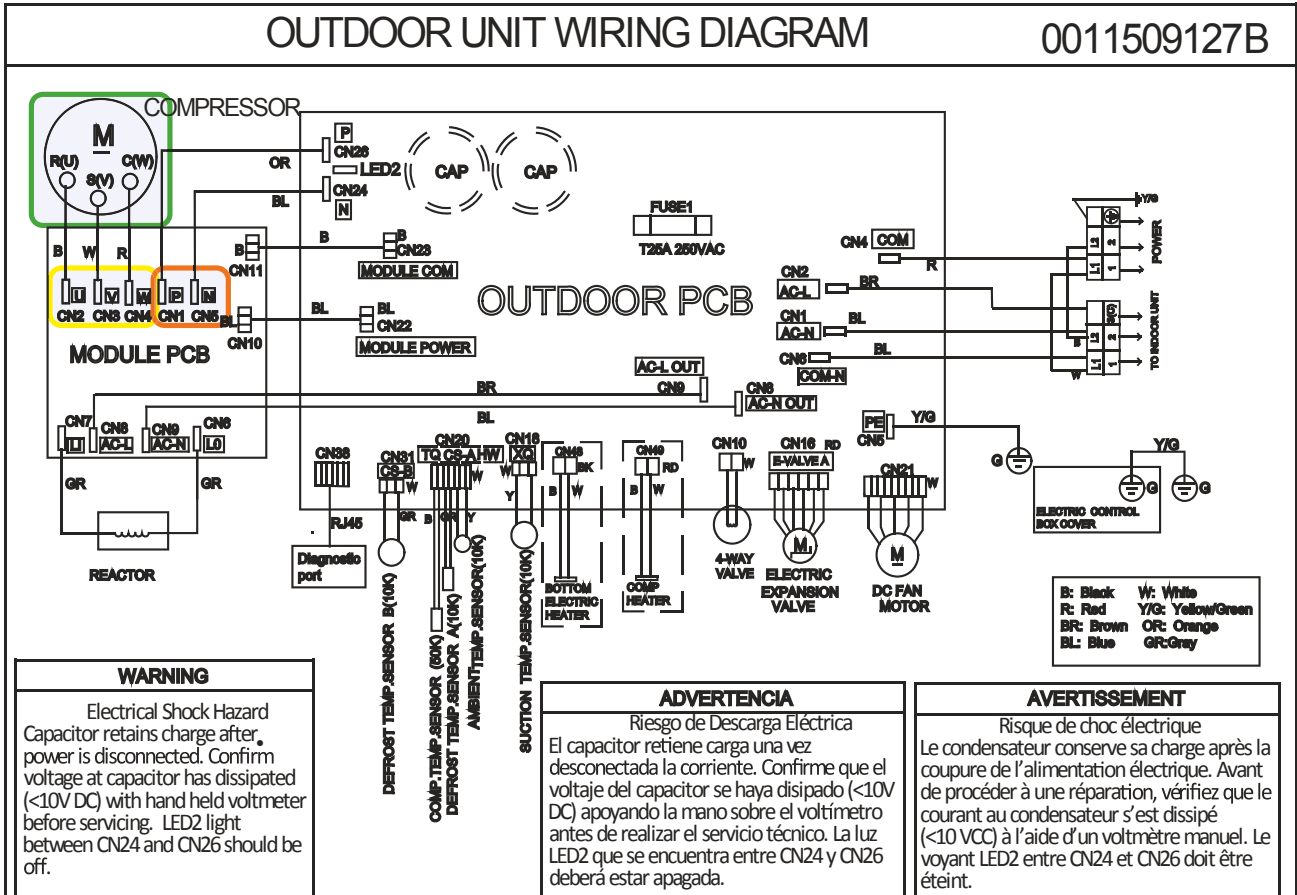 OUTDOOR UNIT WIRING DIAGRAM
0011509127B
COMPRESSOR
M
R(U)
C(W)
S(V)
B
W
R
OR
BL
P
CN26
LED2
CN24
N
CAP
CAP
FUSE1
T25A 250VAC
U
V
W
P
N
CN2
CN3
CN4
CN1
CN5
MODULE PCB
B
CN11
B
B
CN23
MODULE COM
BL
CN10
BL
BL
CN22
MODULE POWER
OUTDOOR PCB
CN4
COM
R
CN2
AC-L
BR
CN1
AC-N
BL
CN6
COM-N
BL
Y/G
L2
2
L1
1
POWER
3(C)
L2
2
L1
1
B
W
TO INDOOR UNIT
AC-L OUT
CN9
BR
CN8
AC-N OUT
BL
CN7
LI
CN8
AC-L
CN9
AC-N
CN6
L0
GR
GR
REACTOR
CN36
RJ45
Diagnostic
port
CN31
CS-B
W
GR
CN20
TQ CS-A HW
W
B
GR
Y
CN18
XQ
W
Y
CN48
BK
B
W
BOTTOM
ELECTRIC
HEATER
CN49
RD
B
W
COMP
HEATER
CN10
W
4-WAY
VALVE
CN16
RD
E-VALVE A
M
ELECTRIC
EXPANSION
VALVE
CN21
W
M
DC FAN
MOTOR
PE
CN5
Y/G
G
Y/G
G
G
ELECTRIC CONTROL
BOX COVER
DEFROST TEMP.SENSOR B(10K)
COMP.TEMP.SENSOR (50K)
DEFROST TEMP.SENSOR A(10K)
AMBIENT TEMP.SENSOR(10K)
SUCTION TEMP.SENSOR(10K)
B: Black W: White
R: Red Y/G: Yellow/Green
BR: Brown OR: Orange
BL: Blue GR:Gray
WARNING
Electrical Shock Hazard
Capacitor retains charge after
power is disconnected. Confirm
voltage at capacitor has dissipated
(<10V DC) with hand held voltmeter
before servicing. LED2 light
between CN24 and CN26 should be
off.
ADVERTENCIA
Riesgo de Descarga Eléctrica
El capacitor retiene carga una vez
desconectada la corriente. Confirme que el
voltaje del capacitor se haya disipado (<10V
DC) apoyando la mano sobre el voltímetro
antes de realizar el servicio técnico. La luz
LED2 que se encuentra entre CN24 y CN26
deberá estar apagada.
AVERTISSEMENT
Risque de choc électrique
Le condensateur conserve sa charge après la
coupure de l'alimentation électrique. Avant
de procéder à une réparation, vérifiez que le
courant au condensateur s'est dissipé
(<10 VCC) à l'aide d'un voltmètre manuel. Le
voyant LED2 entre CN24 et CN26 doit être
éteint.